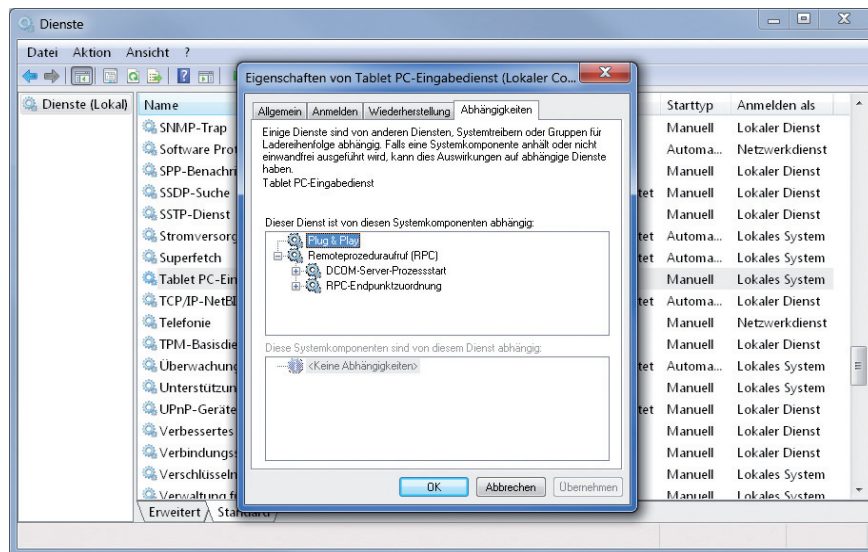 Dienste
Datei Aktion Ansicht ?
Dienste (Lokal)
Name
Starttyp
Anmelden als
SNMP-Trap
Manuell
Lokaler Dienst
Software Prot
Automa...
Netzwerkdienst
SPP-Benachri
Manuell
Lokaler Dienst
SSDP-Suche
tet
Manuell
Lokaler Dienst
SSTP-Dienst
Manuell
Lokaler Dienst
Stromversorg
tet
Automa...
Lokales System
Superfetch
tet
Automa...
Lokales System
Tablet PC-Ein
Manuell
Lokales System
TCP/IP-NetBI
tet
Automa...
Lokaler Dienst
Telefonie
Manuell
Netzwerkdienst
TPM-Basisdie
Manuell
Lokaler Dienst
Überwachung
tet
Automa...
Lokales System
Unterstützun
Manuell
Lokales System
UPnP-Geräte
tet
Manuell
Lokaler Dienst
Verbessertes
Manuell
Lokaler Dienst
Verbindungss
Manuell
Lokaler Dienst
Verschlüsseln
Manuell
Lokales System
Verwaltung fü
Manuell
Lokales System
Erweitert
Standard
Eigenschaften von Tablet PC-Eingabedienst (Lokaler Co...
Allgemein Anmelden Wiederherstellung Abhängigkeiten
Einige Dienste sind von anderen Diensten, Systemtreibern oder Gruppen für
Ladereihenfolge abhängig. Falls eine Systemkomponente anhält oder nicht
einwandfrei ausgeführt wird, kann dies Auswirkungen auf abhängige Dienste
haben.
Tablet PC-Eingabedienst
Dieser Dienst ist von diesen Systemkomponenten abhängig:
Plug & Play
Remoteprozeduraufruf (RPC)
DCOM-Server-Prozessstart
RPC-Endpunktzuordnung
Diese Systemkomponenten sind von diesem Dienst abhängig:
<Keine Abhängigkeiten>
OK
Abbrechen
Übernehmen